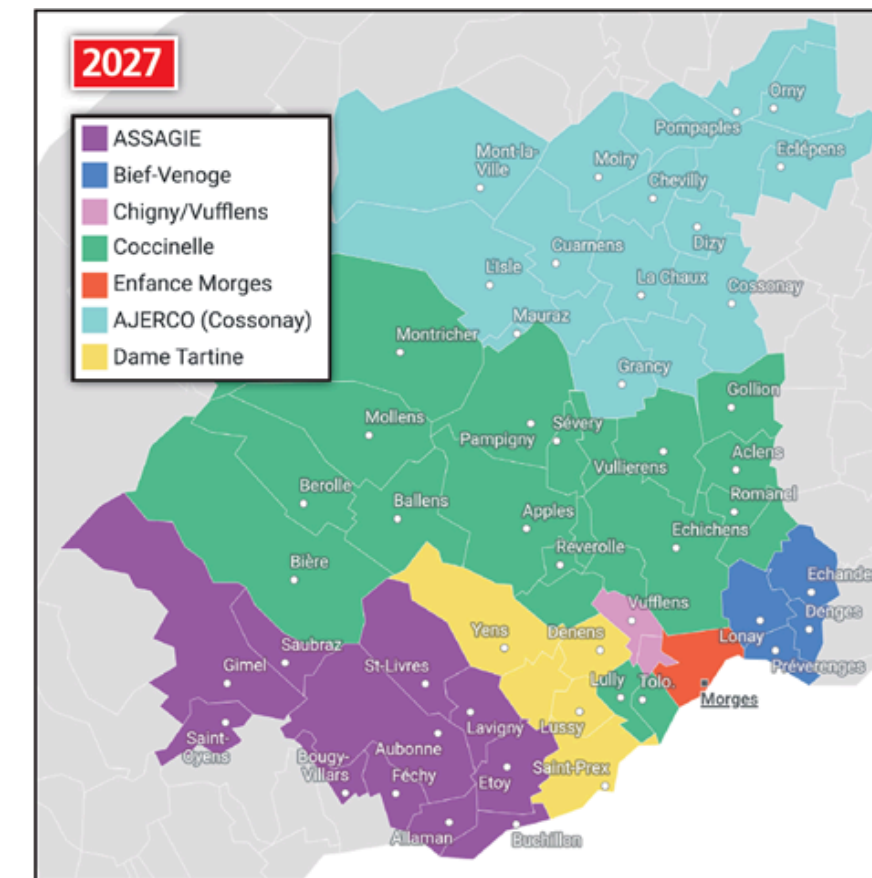 2027
ASSAGIE
Bief-Venoge
Chigny/Vufflens
Coccinelle
Enfance Morges
AJERCO (Cossonay)
Dame Tartine
Orny
Pompaples
Eclépens
Mont-la-
Ville
Moiry
Chevilly
Dizy
Cuarnens
L'Isle
La Chaux
Cossonay
Mauraz
Montricher
Grancy
Gollion
Mollens
Sévery
Pampigny
Vullierens
Aclens
Romanel
Berolle
Ballens
Apples
Echichens
Reverolle
Bière
Echande
Vufflens
Denges
Yens
Denens
Lonay
Préverenges
Saubraz
Gimel
St-Livres
Lully
Tolo.
Morges
Saint-
Oyens
Lavigny
Lussy
Aubonne
Bougy-
Villars
Féchy
Etoy
Saint-Prex
Allaman
Buchillon